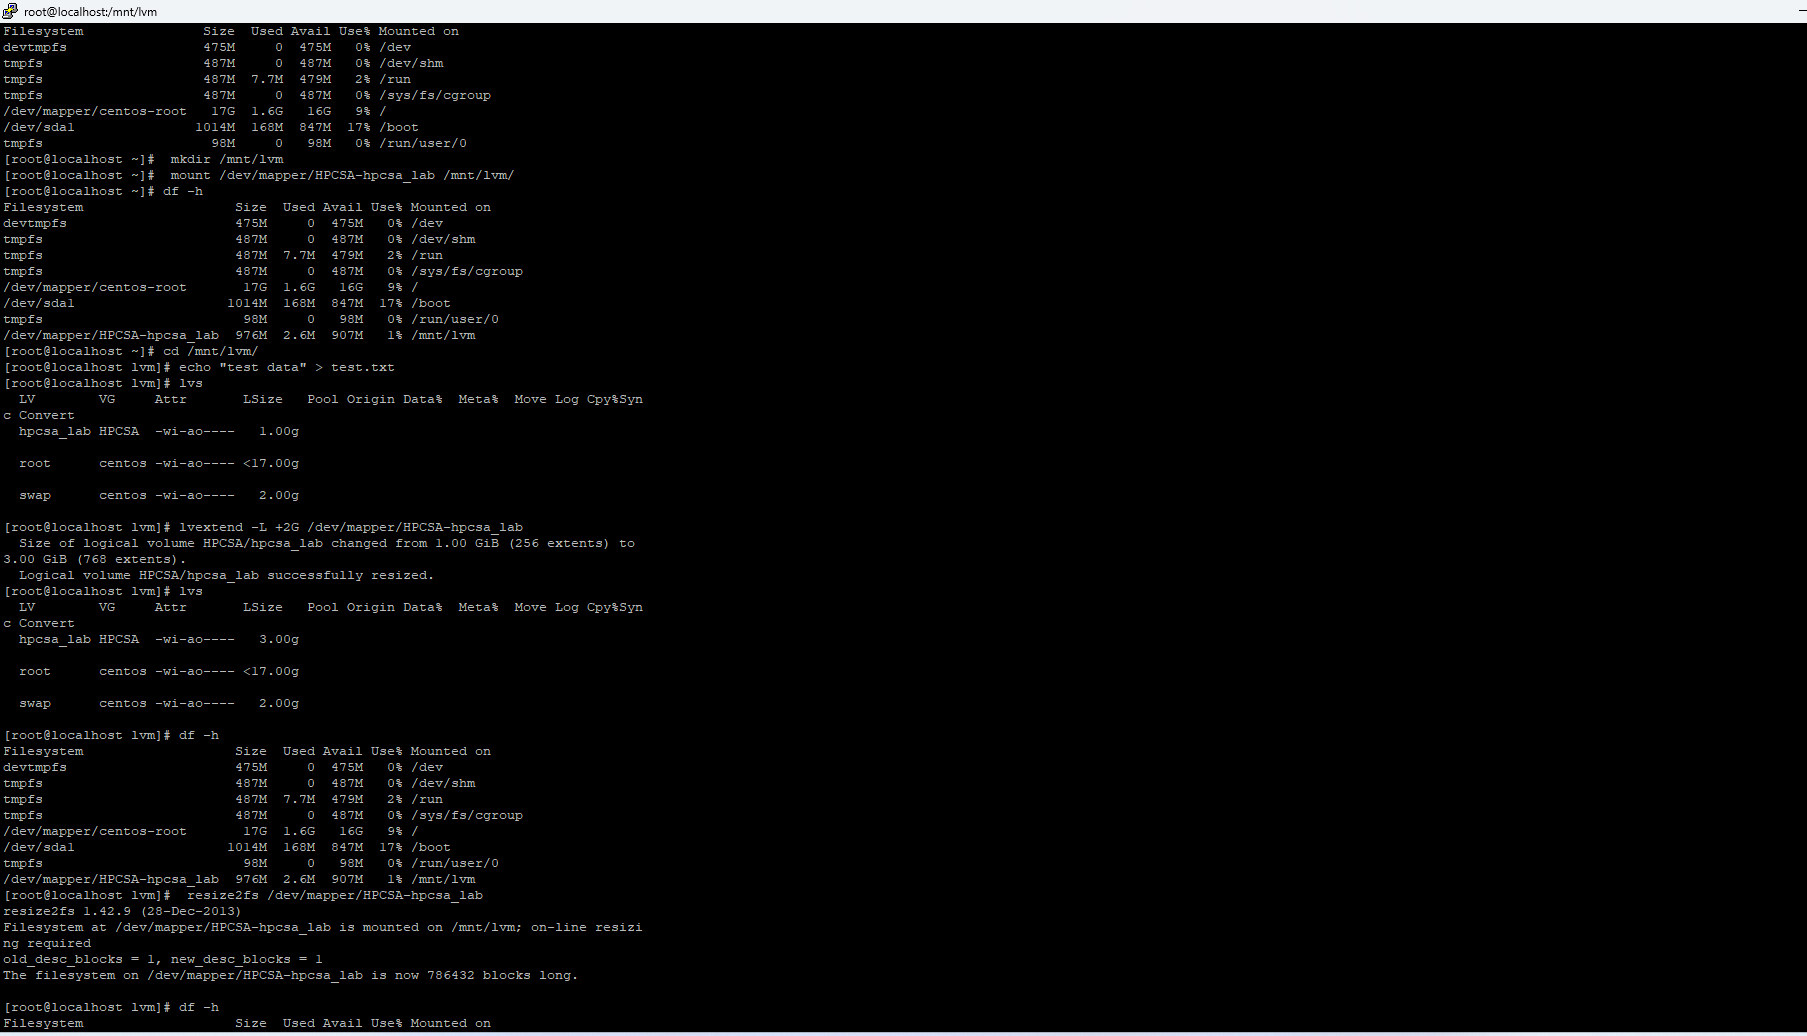 root@localhost:/mnt/lvm
Filesystem               Size  Used Avail Use% Mounted on
devtmpfs                 475M     0  475M   0% /dev
tmpfs                    487M     0  487M   0% /dev/shm
tmpfs                    487M  7.7M  479M   2% /run
tmpfs                    487M     0  487M   0% /sys/fs/cgroup
/dev/mapper/centos-root   17G  1.6G   16G   9% /
/dev/sda1               1014M  168M  847M  17% /boot
tmpfs                     98M     0   98M   0% /run/user/0
[root@localhost ~]#  mkdir /mnt/lvm
[root@localhost ~]#  mount /dev/mapper/HPCSA-hpcsa_lab /mnt/lvm/
[root@localhost ~]# df -h
Filesystem                   Size  Used Avail Use% Mounted on
devtmpfs                     475M     0  475M   0% /dev
tmpfs                        487M     0  487M   0% /dev/shm
tmpfs                        487M  7.7M  479M   2% /run
tmpfs                        487M     0  487M   0% /sys/fs/cgroup
/dev/mapper/centos-root       17G  1.6G   16G   9% /
/dev/sda1                   1014M  168M  847M  17% /boot
tmpfs                         98M     0   98M   0% /run/user/0
/dev/mapper/HPCSA-hpcsa_lab  976M  2.6M  907M   1% /mnt/lvm
[root@localhost ~]# cd /mnt/lvm/
[root@localhost lvm]# echo "test data" > test.txt
[root@localhost lvm]# lvs
  LV        VG     Attr       LSize   Pool Origin Data%  Meta%  Move Log Cpy%Syn
c Convert
  hpcsa_lab HPCSA  -wi-ao----   1.00g
  root      centos -wi-ao---- <17.00g
  swap      centos -wi-ao----   2.00g
[root@localhost lvm]# lvextend -L +2G /dev/mapper/HPCSA-hpcsa_lab
  Size of logical volume HPCSA/hpcsa_lab changed from 1.00 GiB (256 extents) to
3.00 GiB (768 extents).
  Logical volume HPCSA/hpcsa_lab successfully resized.
[root@localhost lvm]# lvs
  LV        VG     Attr       LSize   Pool Origin Data%  Meta%  Move Log Cpy%Syn
c Convert
  hpcsa_lab HPCSA  -wi-ao----   3.00g
  root      centos -wi-ao---- <17.00g
  swap      centos -wi-ao----   2.00g
[root@localhost lvm]# df -h
Filesystem                   Size  Used Avail Use% Mounted on
devtmpfs                     475M     0  475M   0% /dev
tmpfs                        487M     0  487M   0% /dev/shm
tmpfs                        487M  7.7M  479M   2% /run
tmpfs                        487M     0  487M   0% /sys/fs/cgroup
/dev/mapper/centos-root       17G  1.6G   16G   9% /
/dev/sda1                   1014M  168M  847M  17% /boot
tmpfs                         98M     0   98M   0% /run/user/0
/dev/mapper/HPCSA-hpcsa_lab  976M  2.6M  907M   1% /mnt/lvm
[root@localhost lvm]#  resize2fs /dev/mapper/HPCSA-hpcsa_lab
resize2fs 1.42.9 (28-Dec-2013)
Filesystem at /dev/mapper/HPCSA-hpcsa_lab is mounted on /mnt/lvm; on-line resizi
ng required
old_desc_blocks = 1, new_desc_blocks = 1
The filesystem on /dev/mapper/HPCSA-hpcsa_lab is now 786432 blocks long.
[root@localhost lvm]# df -h
Filesystem                   Size  Used Avail Use% Mounted on